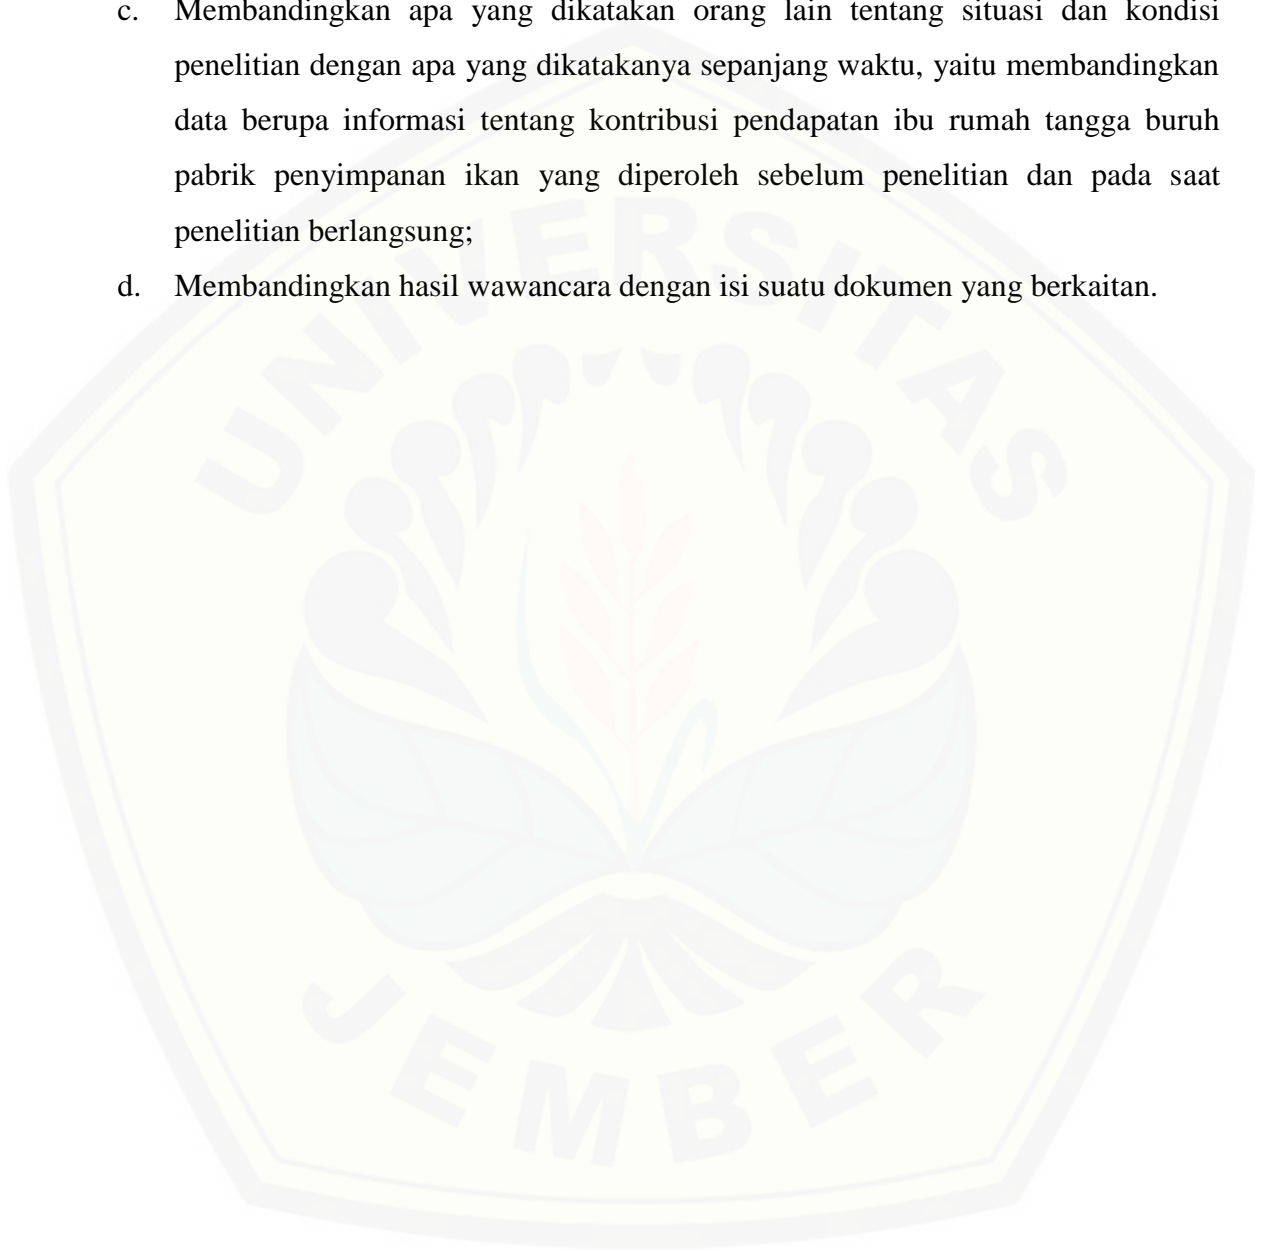 c. Membandingkan apa yang dikatakan orang lain tentang situasi dan kondisi
penelitian dengan apa yang dikatakanya sepanjang waktu, yaitu membandingkan
data berupa informasi tentang kontribusi pendapatan ibu rumah tangga buruh
pabrik penyimpanan ikan yang diperoleh sebelum penelitian dan pada saat
penelitian berlangsung;
d. Membandingkan hasil wawancara dengan isi suatu dokumen yang berkaitan.
UNIVERSITAS
JEMBER